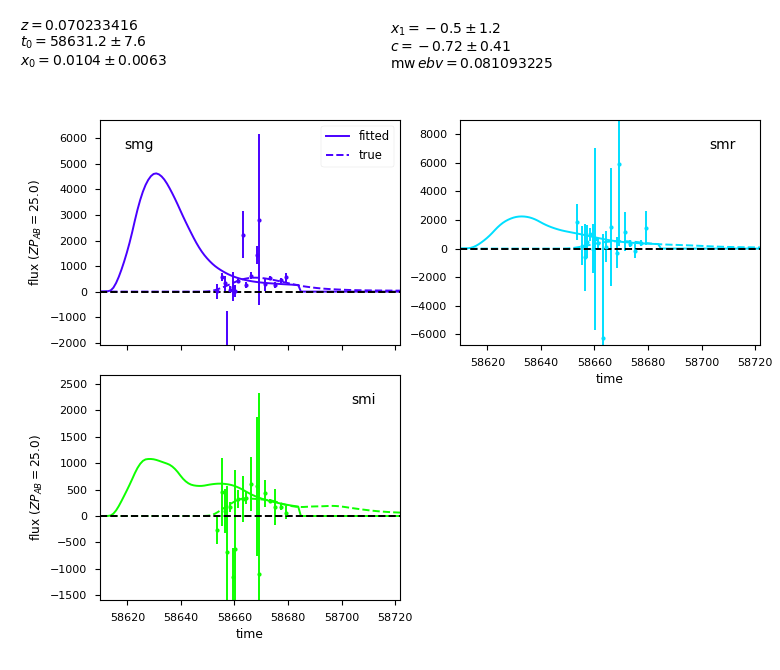 z = 0.070233416
t₀ = 58631.2 ± 7.6
x₀ = 0.0104 ± 0.0063
x₁ = −0.5 ± 1.2
c = −0.72 ± 0.41
mw ebv = 0.081093225
smg
fitted
true
6000
5000
4000
3000
2000
1000
0
−1000
−2000
flux (ZP_AB = 25.0)
smr
8000
6000
4000
2000
0
−2000
−4000
−6000
58620 58640 58660 58680 58700 58720
time
smi
2500
2000
1500
1000
500
0
−500
−1000
−1500
flux (ZP_AB = 25.0)
58620 58640 58660 58680 58700 58720
time